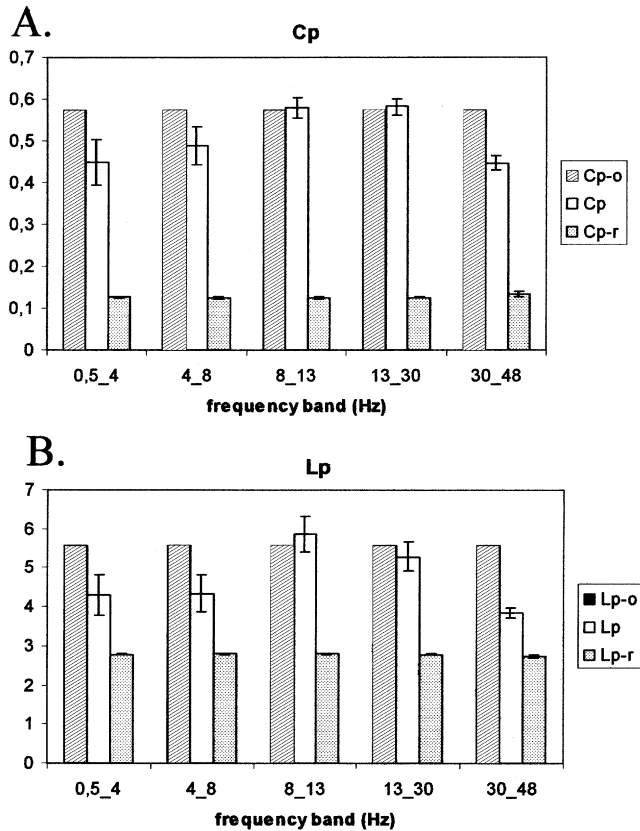 A.
Cp
0,7
0,6
0,5
0,4
0,3
0,2
0,1
0
Cp-o
Cp
Cp-r
0,5_4 4_8 8_13 13_30 30_48
frequency band (Hz)
B.
Lp
7
6
5
4
3
2
1
0
Lp-o
Lp
Lp-r
0,5_4 4_8 8_13 13_30 30_48
frequency band (Hz)